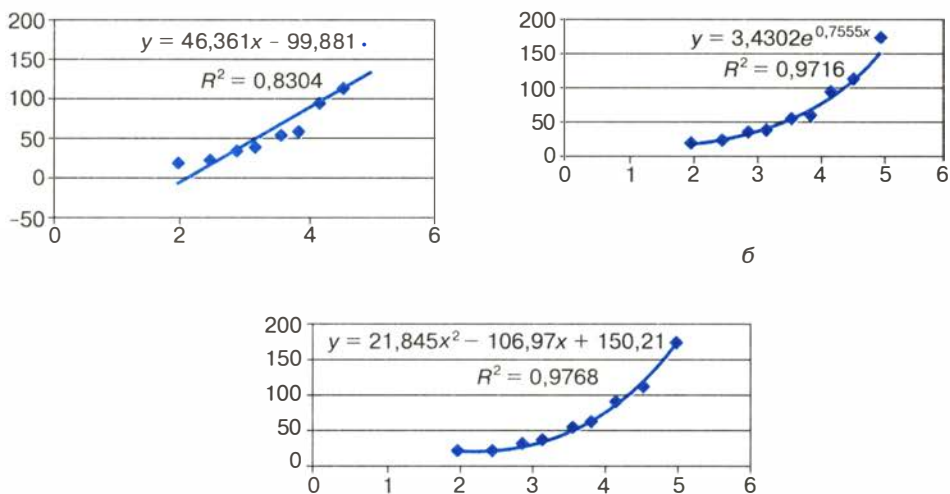 200
150
100
50
0
-50
0 2 4 6
y = 46,361x - 99,881
R² = 0,8304
200
150
100
50
0
0 1 2 3 4 5 6
y = 3,4302e^0,7555x
R² = 0,9716
б
200
150
100
50
0
0 1 2 3 4 5 6
y = 21,845x² - 106,97x + 150,21
R² = 0,9768